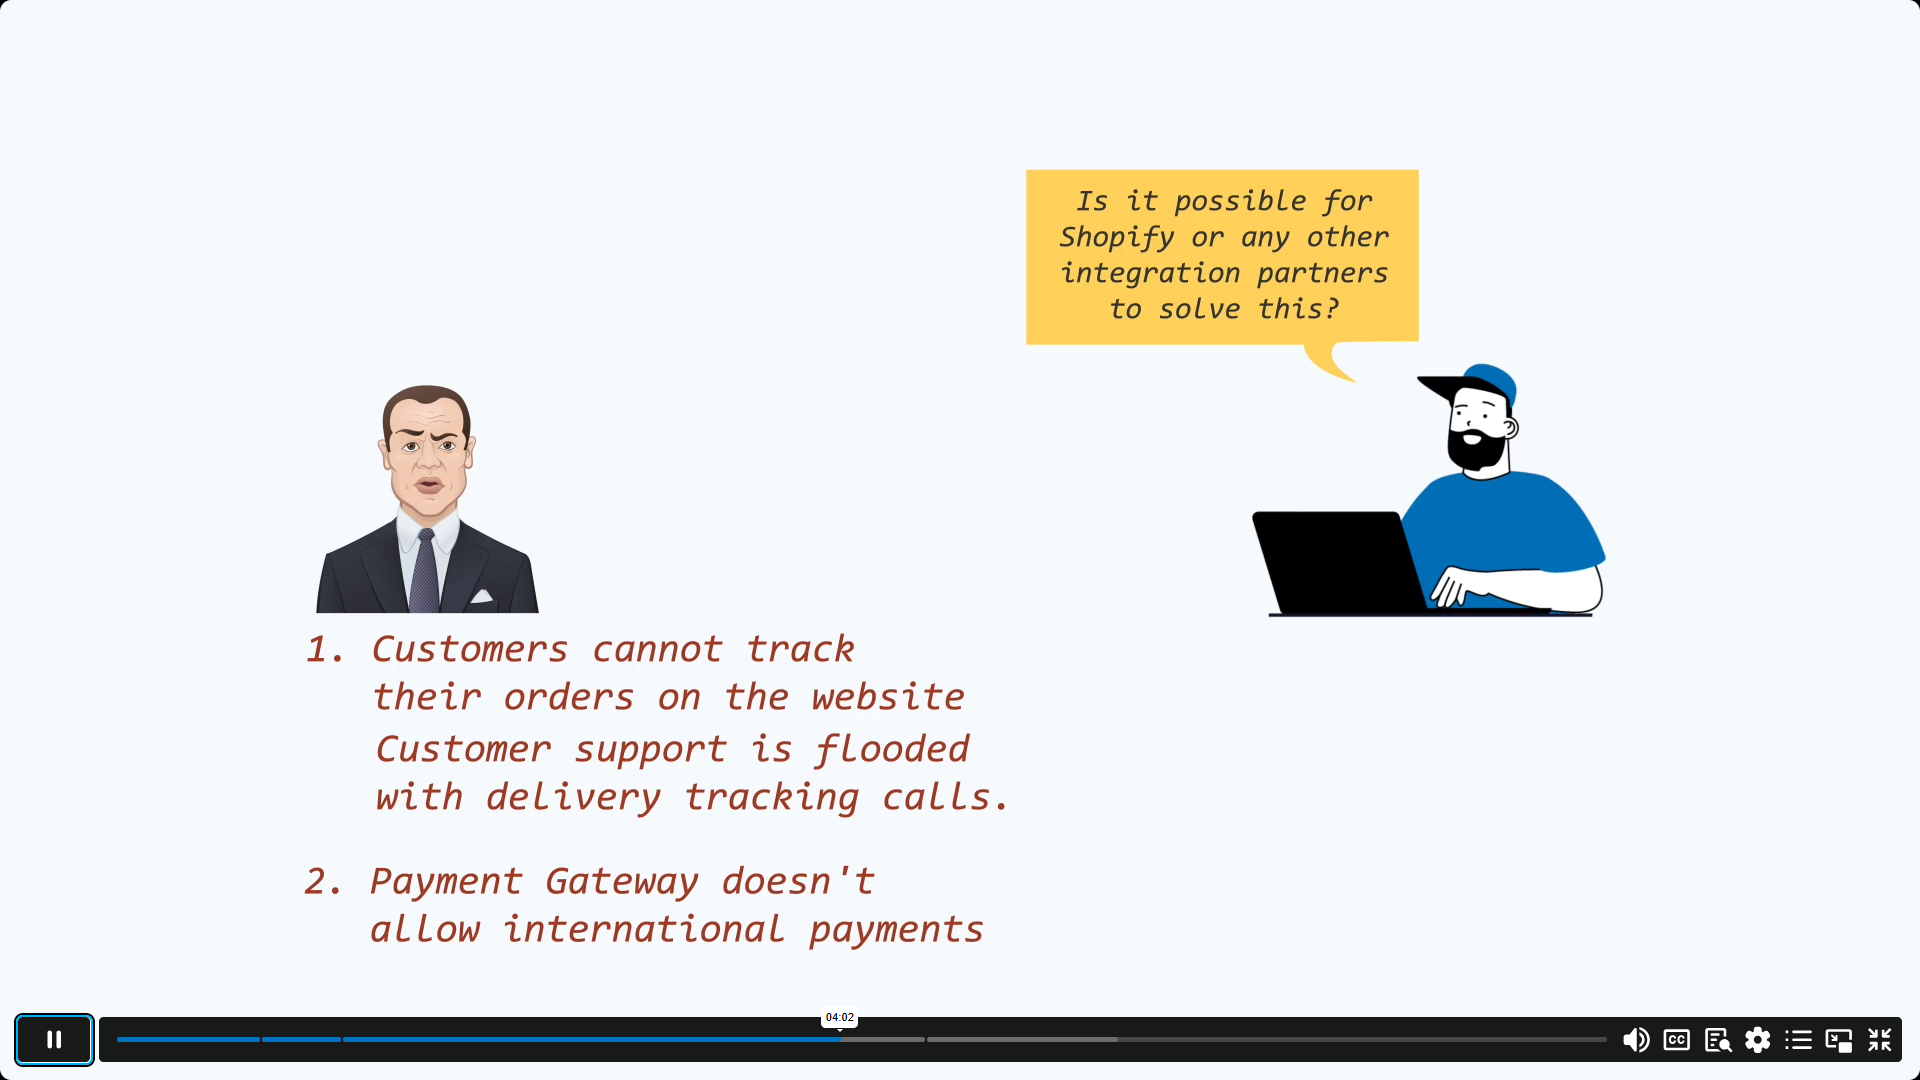 Is it possible for
Shopify or any other
integration partners
to solve this?
1. Customers cannot track
their orders on the website
Customer support is flooded
with delivery tracking calls.
2. Payment Gateway doesn't
allow international payments
04:02
CC